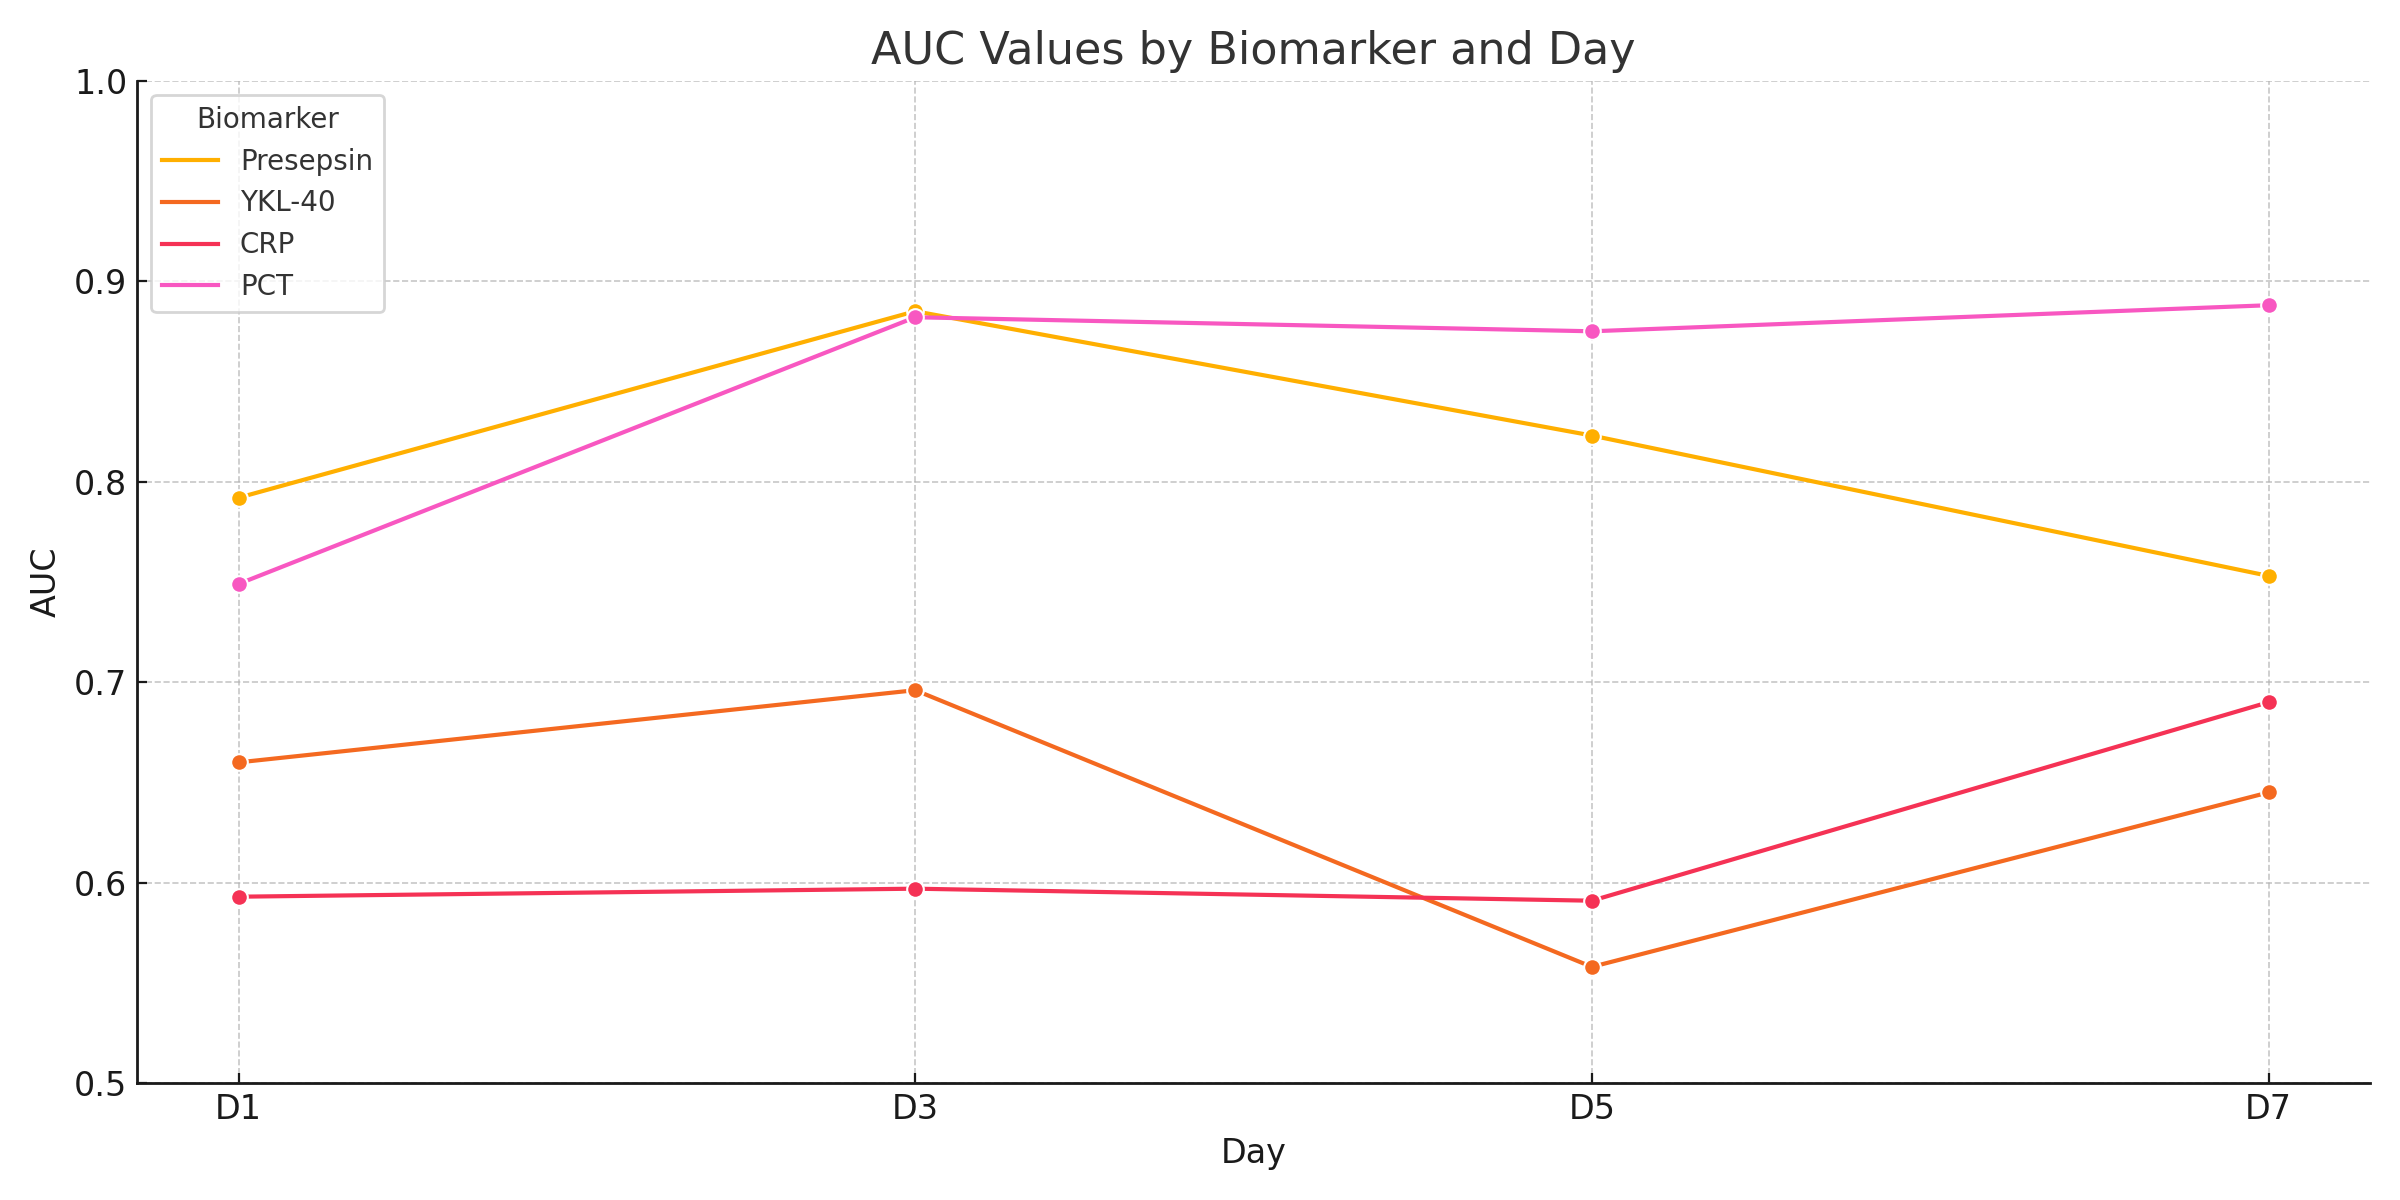 AUC Values by Biomarker and Day
1.0
Biomarker
Presepsin
YKL-40
CRP
PCT
0.9
0.8
0.7
0.6
0.5
AUC
D1 D3 D5 D7
Day